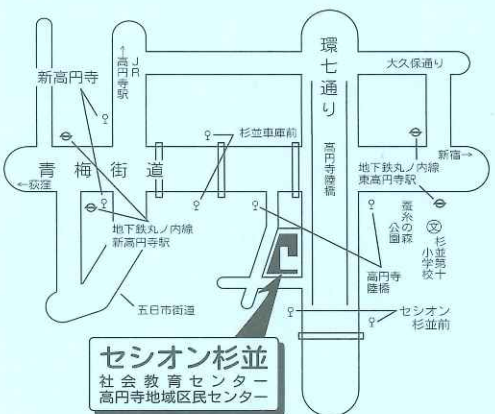 環七通り
大久保通り
↑高円寺駅
JR
新高円寺
杉並車庫前
高円寺陸橋
新宿→
地下鉄丸ノ内線
東高円寺駅
青梅街道
←荻窪
地下鉄丸ノ内線
新高円寺駅
蚕糸の森
公園
文
杉並第十
小学校
高円寺
陸橋
五日市街道
セシオン
杉並前
セシオン杉並
社会教育センター
高円寺地域区民センター